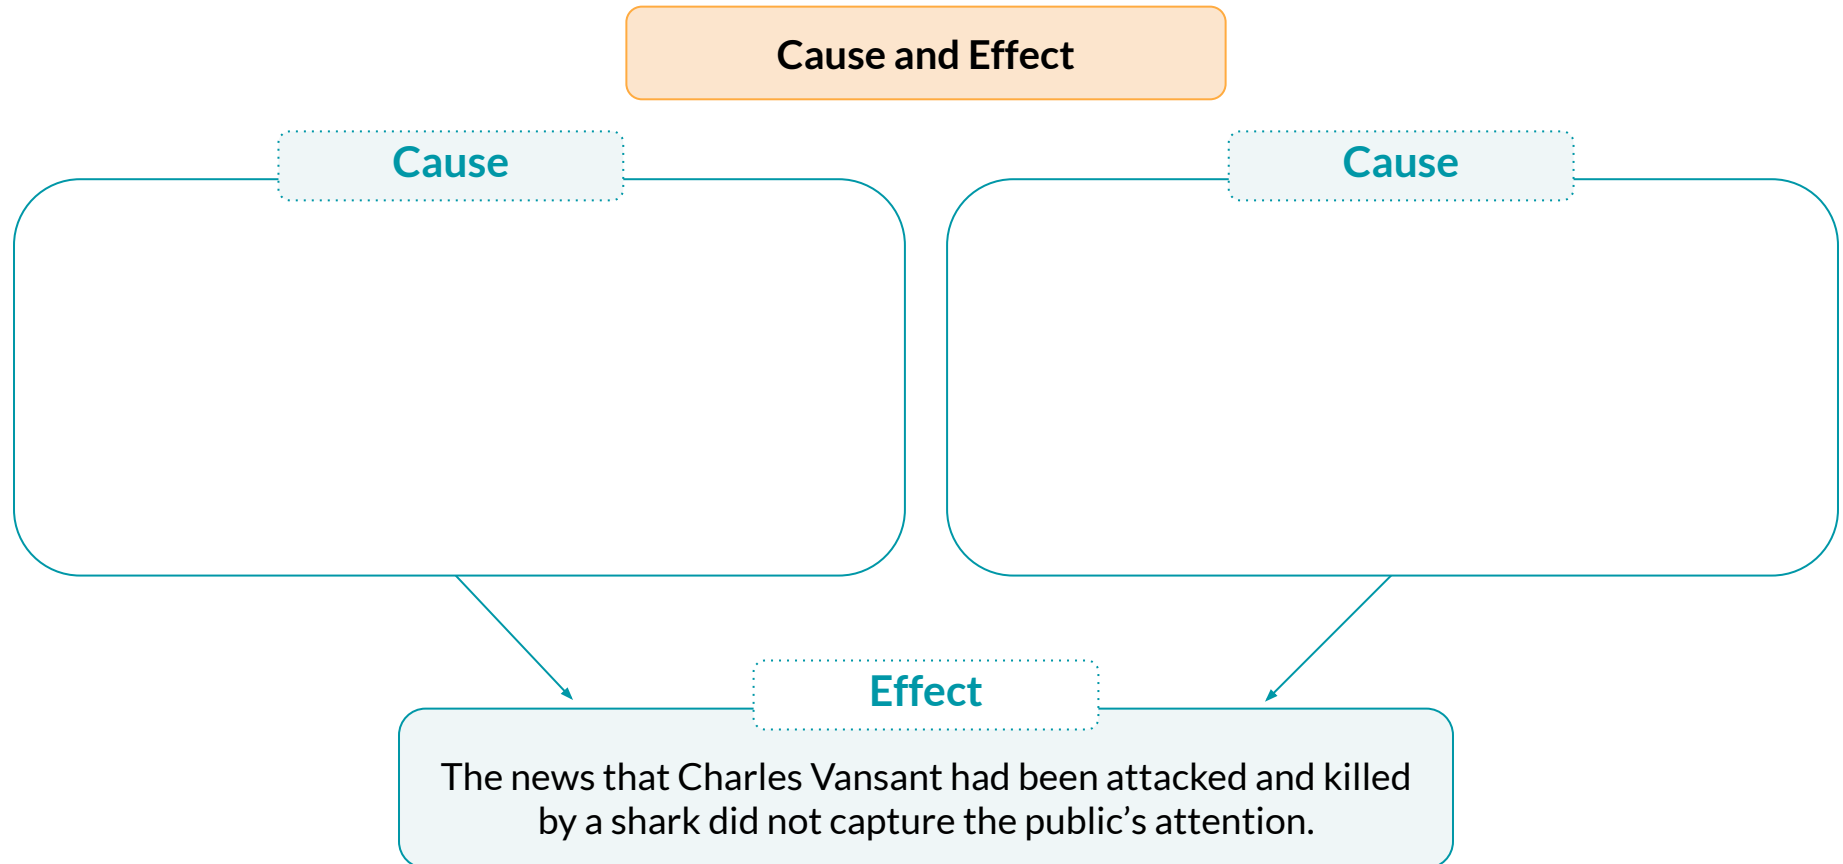 Cause and Effect
Cause
Cause
Effect
The news that Charles Vansant had been attacked and killed
by a shark did not capture the public’s attention.